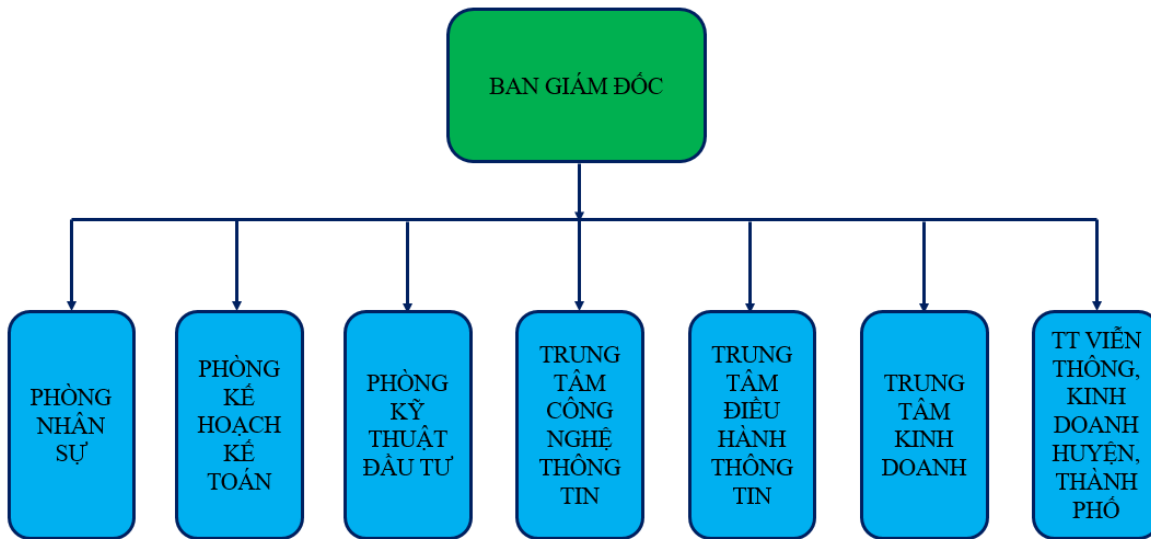 BAN GIÁM ĐỐC
PHÒNG
NHÂN
SỰ
PHÒNG
KẾ
HOẠCH
KẾ
TOÁN
PHÒNG
KỸ
THUẬT
ĐẦU TƯ
TRUNG
TÂM
CÔNG
NGHỆ
THÔNG
TIN
TRUNG
TÂM
ĐIỀU
HÀNH
THÔNG
TIN
TRUNG
TÂM
KINH
DOANH
TT VIỄN
THÔNG,
KINH
DOANH
HUYỆN,
THÀNH
PHỐ